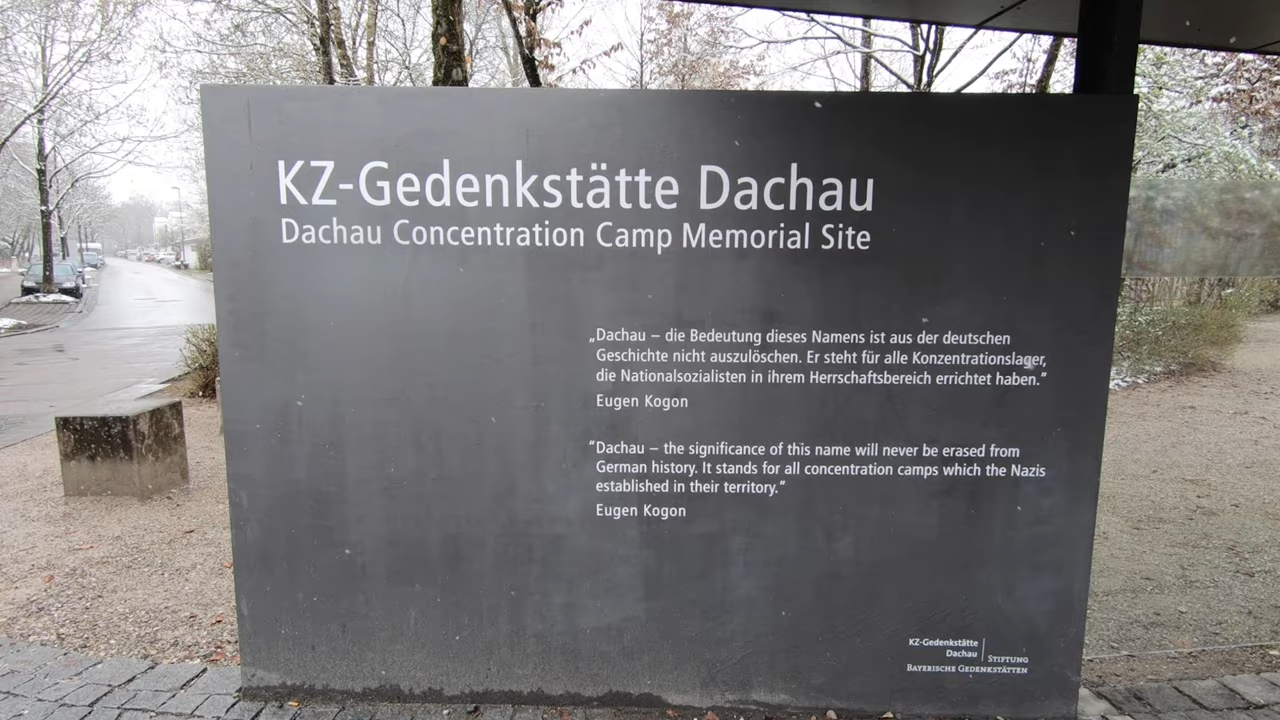 KZ-Gedenkstätte Dachau
Dachau Concentration Camp Memorial Site
„Dachau – die Bedeutung dieses Namens ist aus der deutschen
Geschichte nicht auszulöschen. Er steht für alle Konzentrationslager,
die Nationalsozialisten in ihrem Herrschaftsbereich errichtet haben.“
Eugen Kogon
“Dachau – the significance of this name will never be erased from
German history. It stands for all concentration camps which the Nazis
established in their territory.”
Eugen Kogon
KZ-Gedenkstätte
Dachau
STIFTUNG
BAYERISCHE GEDENKSTÄTTEN